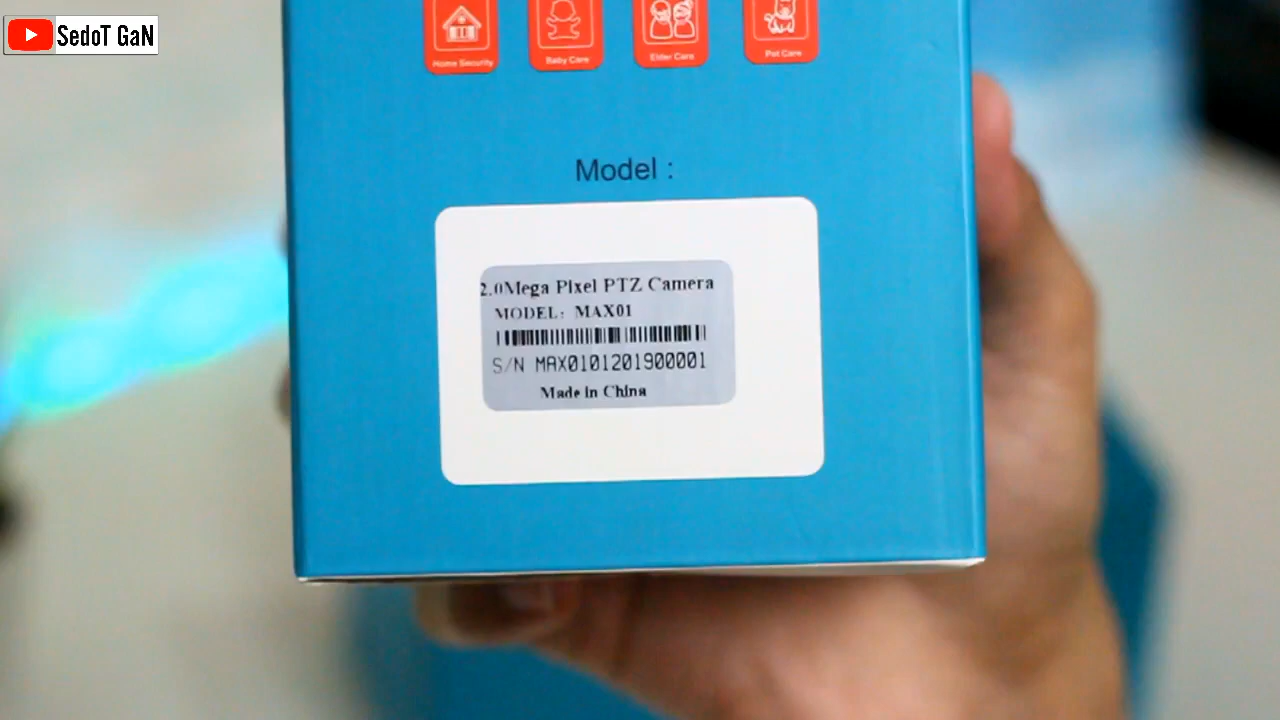 SedoT GaN
Home Security
Baby Care
Elder Care
Pet Care
Model :
2.0Mega Pixel PTZ Camera
MODEL: MAX01
S/N MAX0101201900001
Made in China